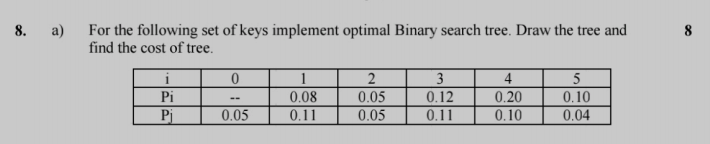 8. a) For the following set of keys implement optimal Binary search tree. Draw the tree and 8
find the cost of tree.
i 0 1 2 3 4 5
Pi -- 0.08 0.05 0.12 0.20 0.10
Pj 0.05 0.11 0.05 0.11 0.10 0.04